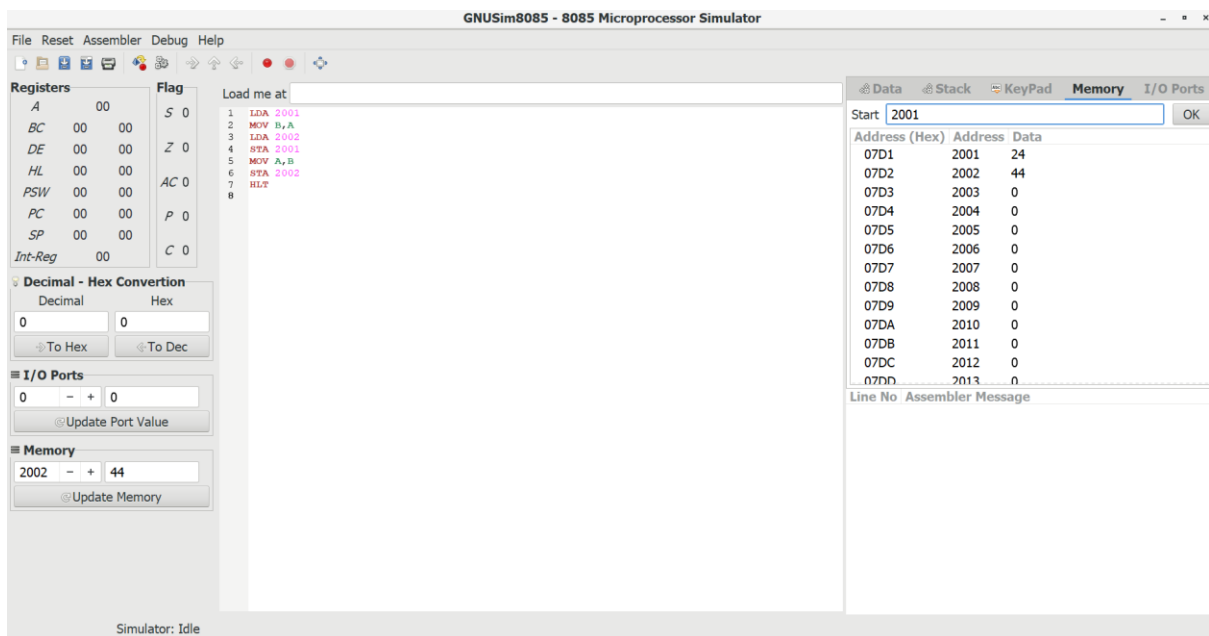 GNUSim8085 - 8085 Microprocessor Simulator
File Reset Assembler Debug Help
Registers
A 00
BC 00 00
DE 00 00
HL 00 00
PSW 00 00
PC 00 00
SP 00 00
Int-Reg 00
Flag
S 0
Z 0
AC 0
P 0
C 0
Decimal - Hex Convertion
Decimal Hex
0 0
To Hex To Dec
I/O Ports
0 - + 0
Update Port Value
Memory
2002 - + 44
Update Memory
Load me at
1 LDA 2001
2 MOV B,A
3 LDA 2002
4 STA 2001
5 MOV A,B
6 STA 2002
7 HLT
8
Data Stack KeyPad Memory I/O Ports
Start 2001 OK
Address (Hex) Address Data
07D1 2001 24
07D2 2002 44
07D3 2003 0
07D4 2004 0
07D5 2005 0
07D6 2006 0
07D7 2007 0
07D8 2008 0
07D9 2009 0
07DA 2010 0
07DB 2011 0
07DC 2012 0
07DD 2013 0
Line No Assembler Message
Simulator: Idle